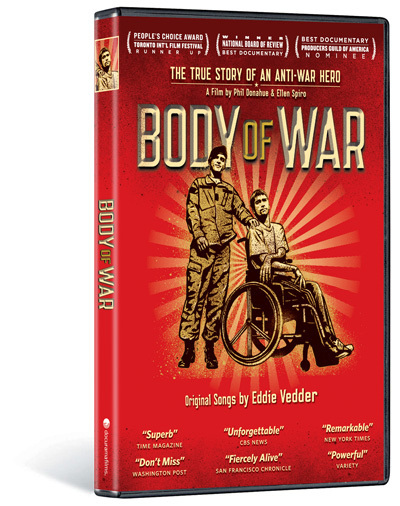 PEOPLE'S CHOICE AWARD
TORONTO INT'L FILM FESTIVAL
RUNNER UP
WINNER
NATIONAL BOARD OF REVIEW
BEST DOCUMENTARY
BEST DOCUMENTARY
PRODUCERS GUILD OF AMERICA
NOMINEE
THE TRUE STORY OF AN ANTI-WAR HERO
A Film by Phil Donahue & Ellen Spiro
BODY OF WAR
Original Songs by Eddie Vedder
"Superb"
TIME MAGAZINE
"Unforgettable"
CBS NEWS
"Remarkable"
NEW YORK TIMES
"Don't Miss"
WASHINGTON POST
"Fiercely Alive"
SAN FRANCISCO CHRONICLE
"Powerful"
VARIETY
BODY OF WAR
docuramafilms